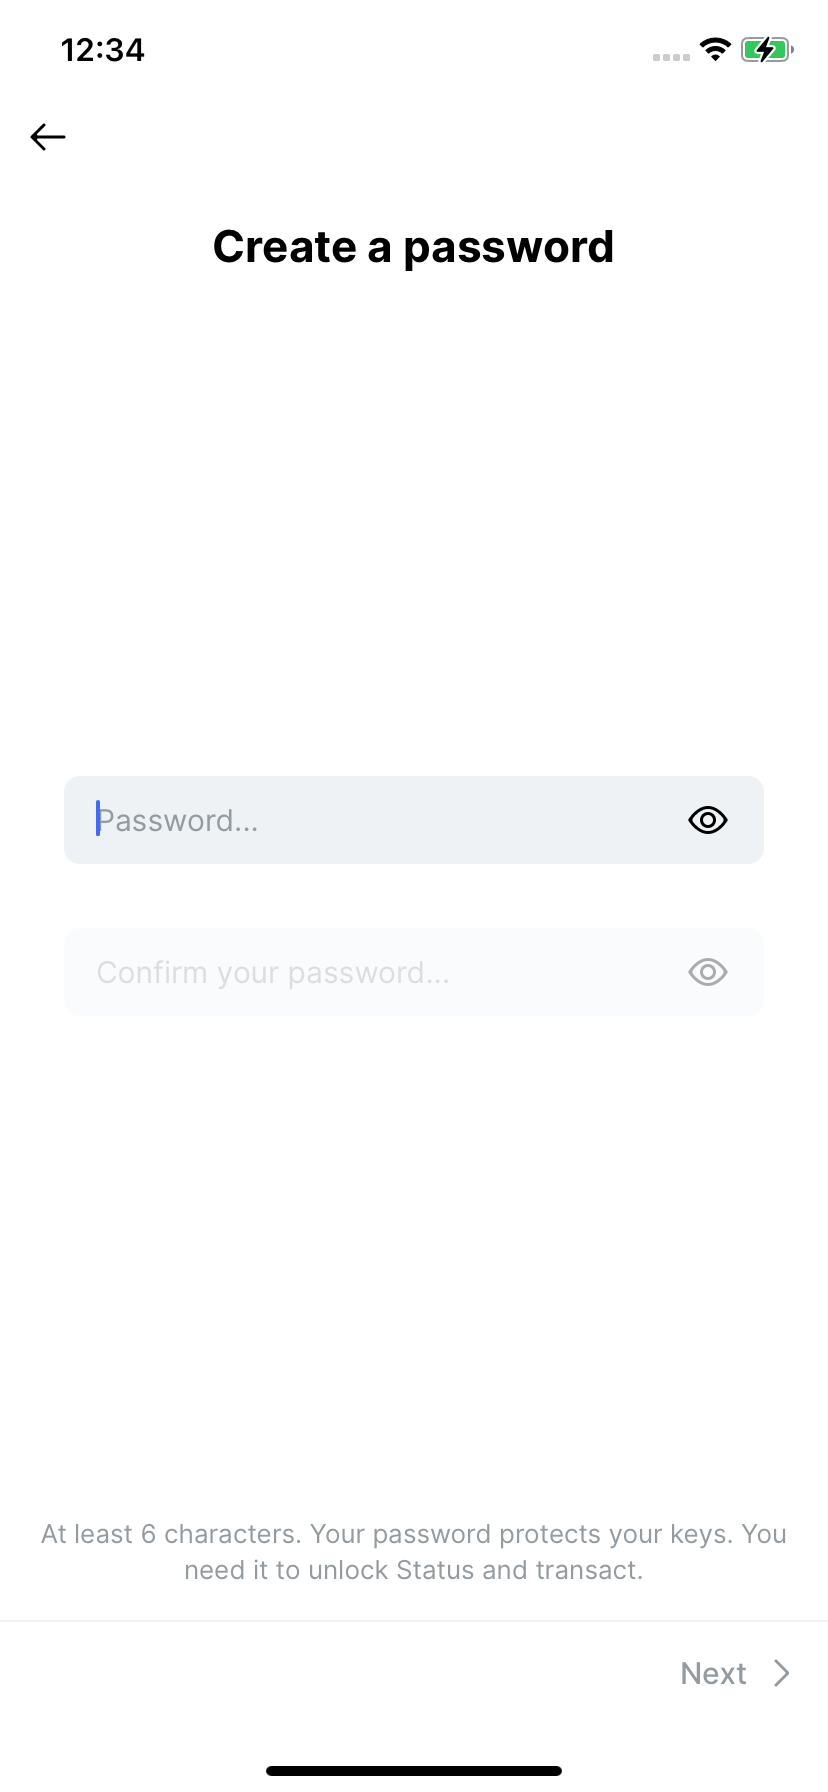 12:34
Create a password
Password...
Confirm your password...
At least 6 characters. Your password protects your keys. You
need it to unlock Status and transact.
Next